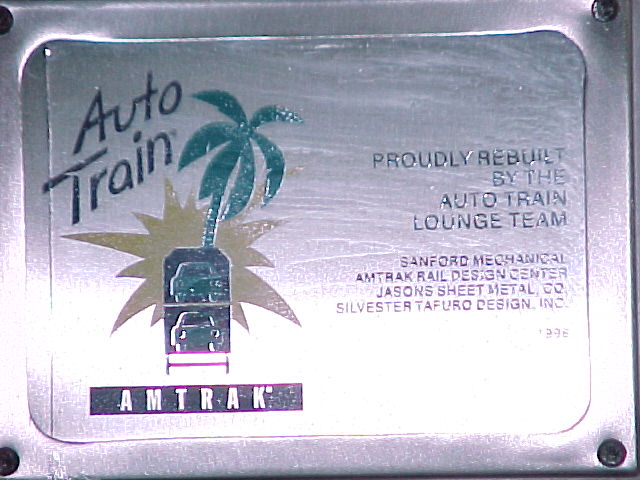 Auto
Train
AMTRAK
PROUDLY REBUILT
BY THE
AUTO TRAIN
LOUNGE TEAM
SANFORD MECHANICAL
AMTRAK RAIL DESIGN CENTER
JASONS SHEET METAL, CO.
SILVESTER TAFURO DESIGN, INC.
1996